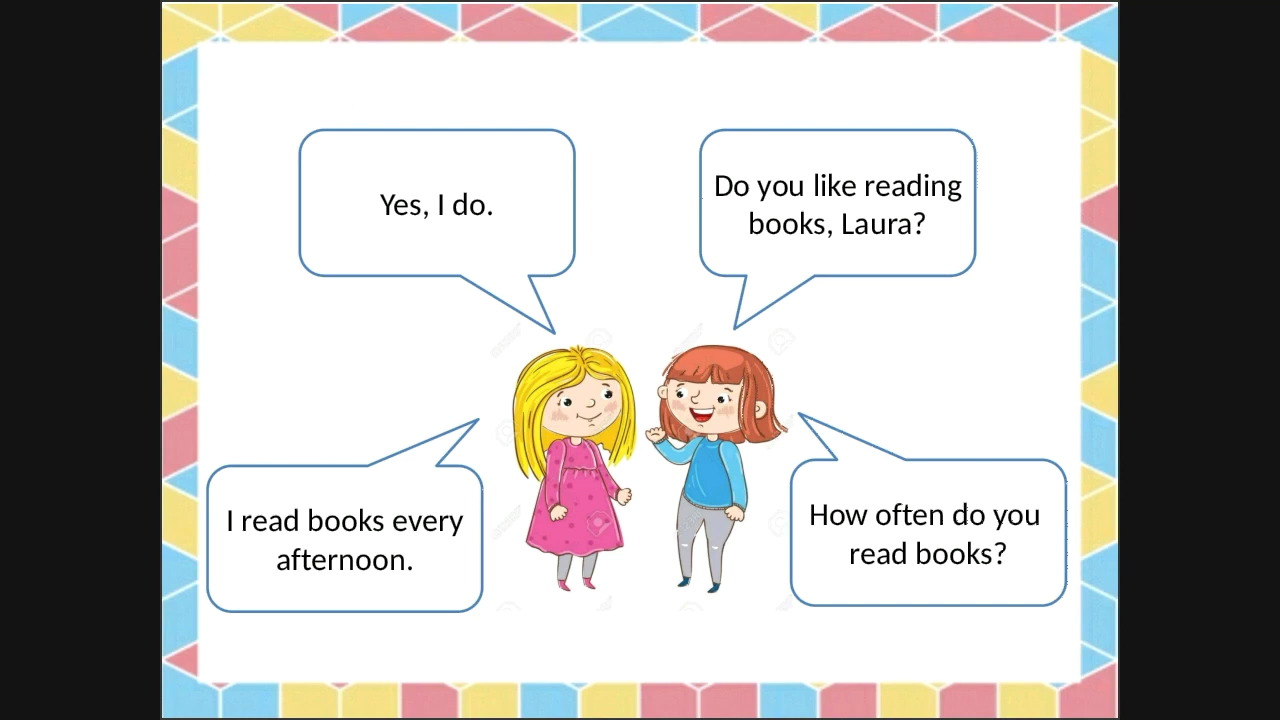 Yes, I do.
Do you like reading
books, Laura?
I read books every
afternoon.
How often do you
read books?